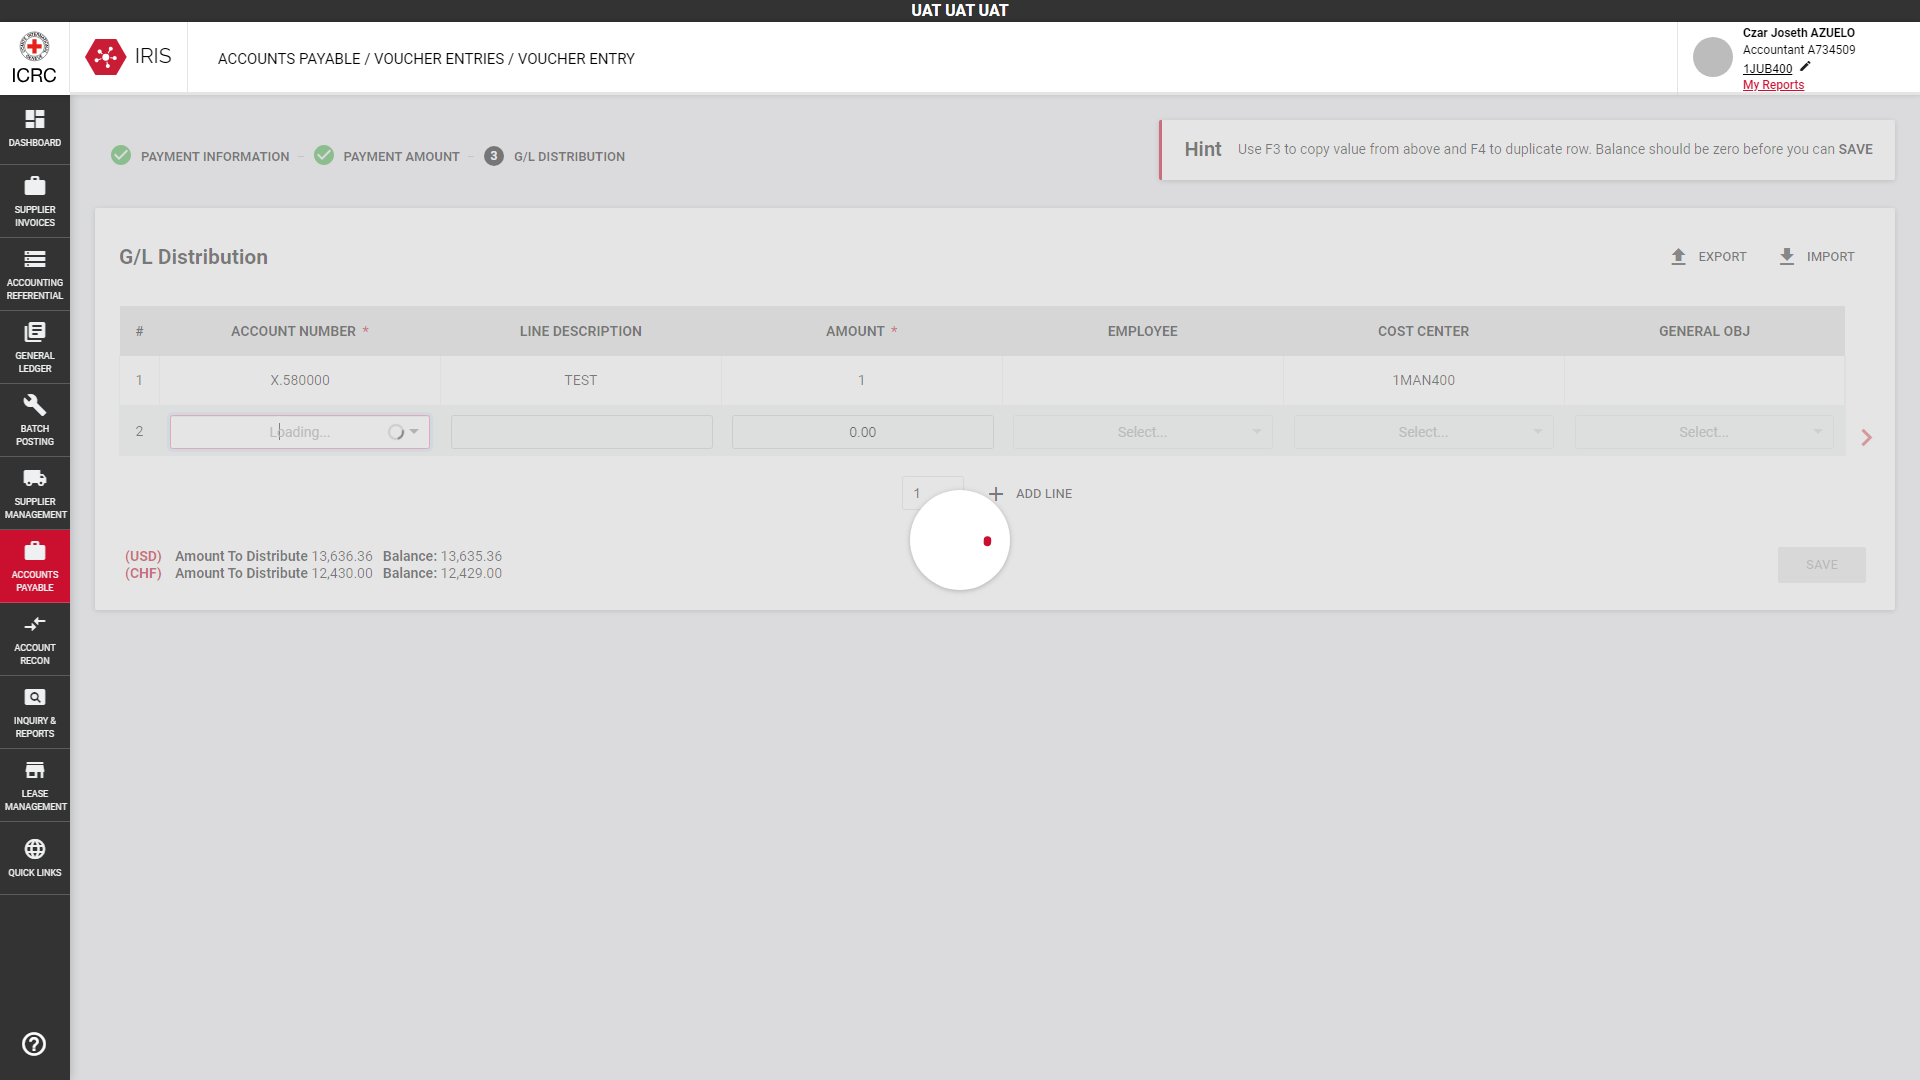 UAT UAT UAT
ICRC
IRIS
ACCOUNTS PAYABLE / VOUCHER ENTRIES / VOUCHER ENTRY
Czar Joseth AZUELO
Accountant A734509
1JUB400
My Reports
DASHBOARD
SUPPLIER
INVOICES
ACCOUNTING
REFERENTIAL
GENERAL
LEDGER
BATCH
POSTING
SUPPLIER
MANAGEMENT
ACCOUNTS
PAYABLE
ACCOUNT
RECON
INQUIRY &
REPORTS
LEASE
MANAGEMENT
QUICK LINKS
PAYMENT INFORMATION
PAYMENT AMOUNT
3 G/L DISTRIBUTION
Hint Use F3 to copy value from above and F4 to duplicate row. Balance should be zero before you can SAVE
G/L Distribution
EXPORT IMPORT
# ACCOUNT NUMBER * LINE DESCRIPTION AMOUNT * EMPLOYEE COST CENTER GENERAL OBJ
1 X.580000 TEST 1 1MAN400
2 Loading... 0.00 Select... Select... Select...
1 ADD LINE
(USD) Amount To Distribute 13,636.36 Balance: 13,635.36
(CHF) Amount To Distribute 12,430.00 Balance: 12,429.00
SAVE